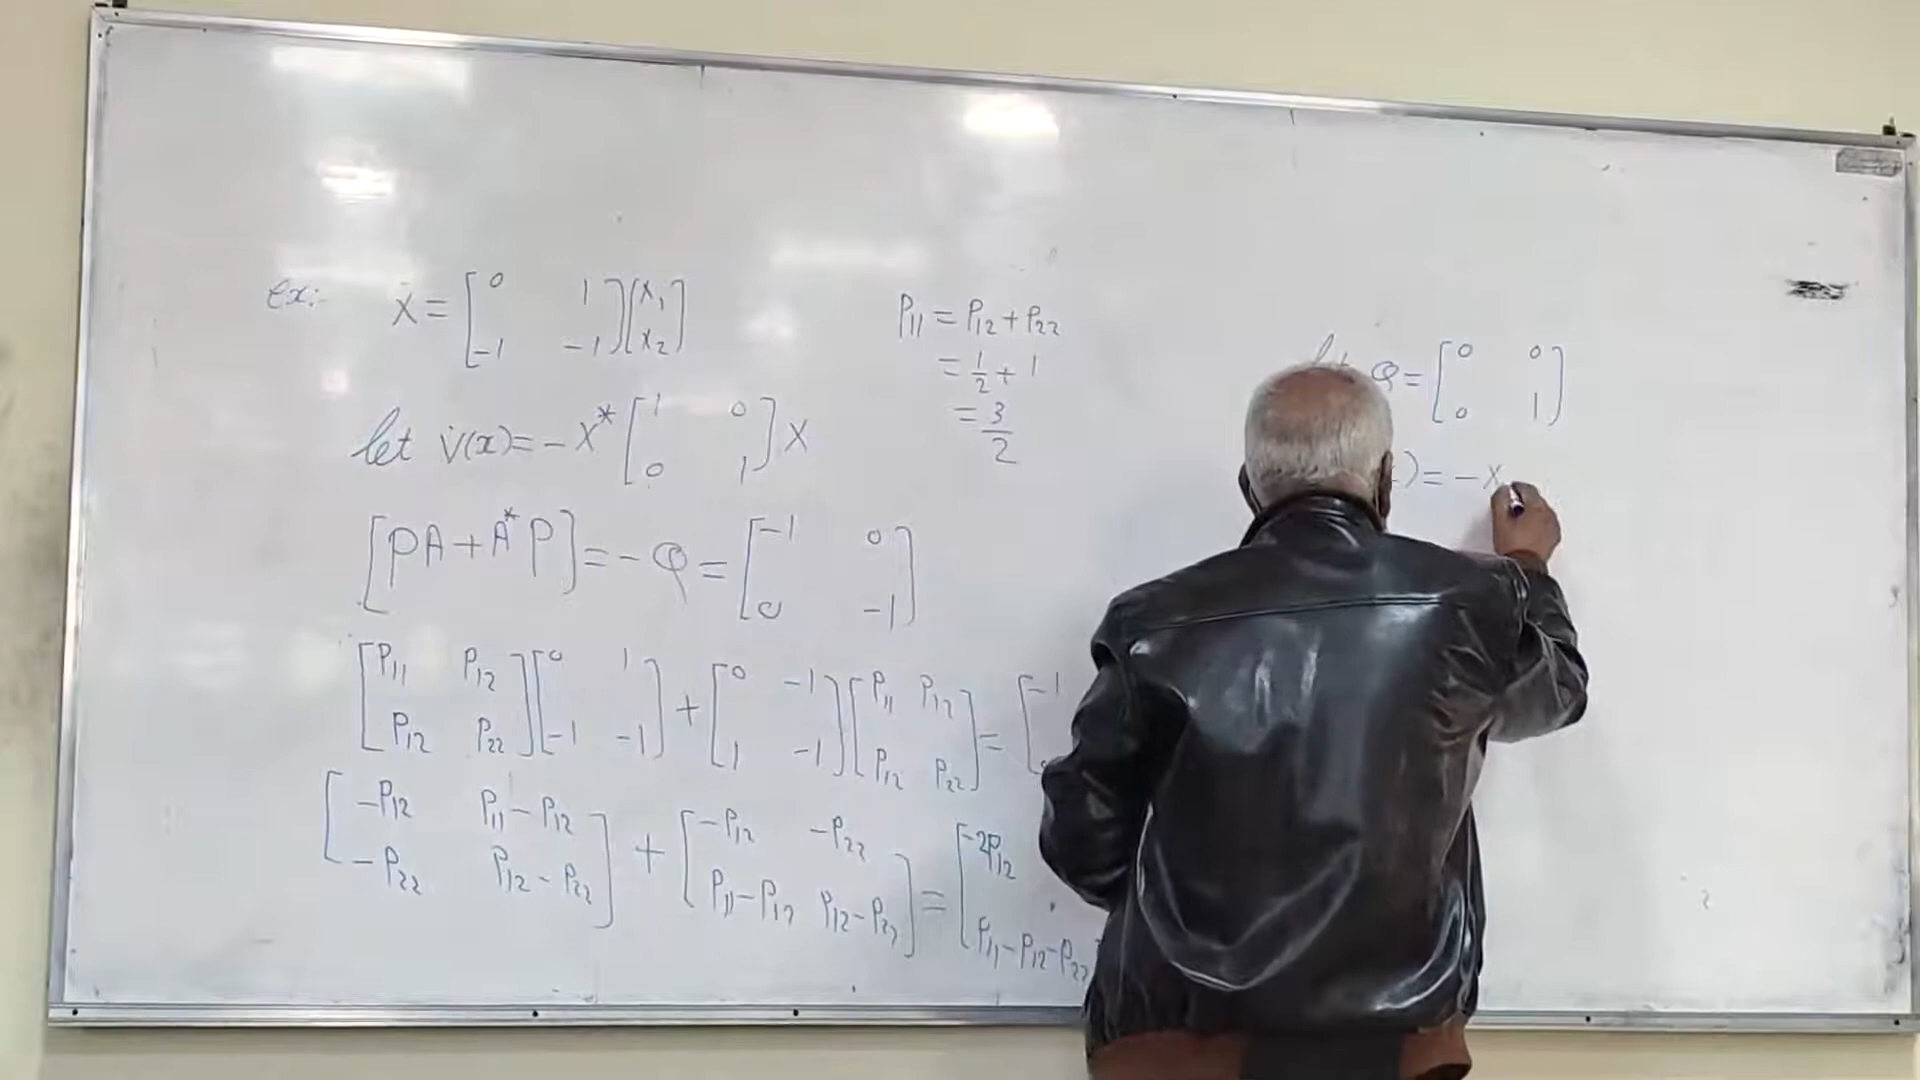 ex:- ẋ = [0 1; -1 -1] [x₁; x₂]
let v̇(x) = -X* [1 0; 0 1] X
[PA + A*P] = -Q = [-1 0; 0 -1]
[P₁₁ P₁₂; P₁₂ P₂₂] [0 1; -1 -1] + [0 -1; 1 -1] [P₁₁ P₁₂; P₁₂ P₂₂] = [-1
[-P₁₂ P₁₁-P₁₂; -P₂₂ P₁₂-P₂₂] + [-P₁₂ -P₂₂; P₁₁-P₁₂ P₁₂-P₂₂] = [-2P₁₂; P₁₁-P₁₂-P₂₂
P₁₁ = P₁₂ + P₂₂
= 1/2 + 1
= 3/2
Q = [0 0; 0 1]
) = -X